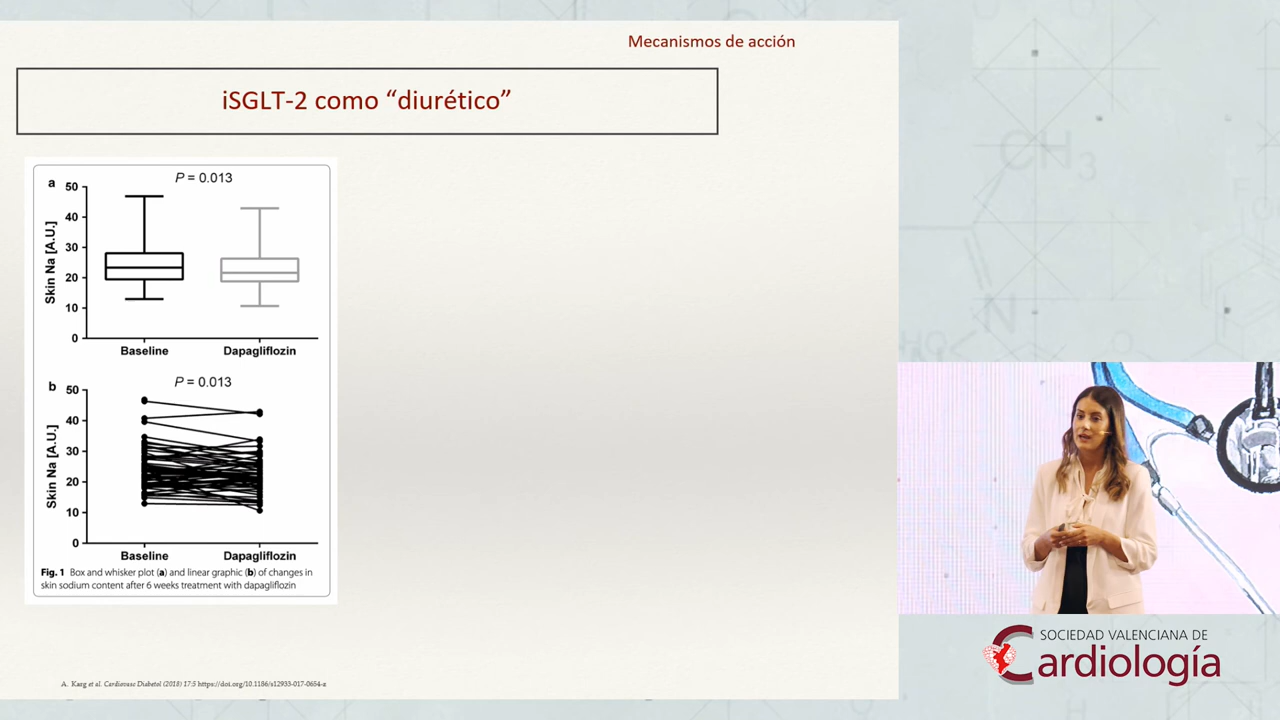 Mecanismos de acción
iSGLT-2 como “diurético”
a
P = 0.013
50
40
30
20
10
0
Skin Na [A.U.]
Baseline
Dapagliflozin
b
P = 0.013
50
40
30
20
10
0
Skin Na [A.U.]
Baseline
Dapagliflozin
Fig. 1 Box and whisker plot (a) and linear graphic (b) of changes in
skin sodium content after 6 weeks treatment with dapagliflozin
A. Karg et al. Cardiovasc Diabetol (2018) 17:5 https://doi.org/10.1186/s12933-017-0654-z
CH3
N
HO
SOCIEDAD VALENCIANA DE
Cardiología